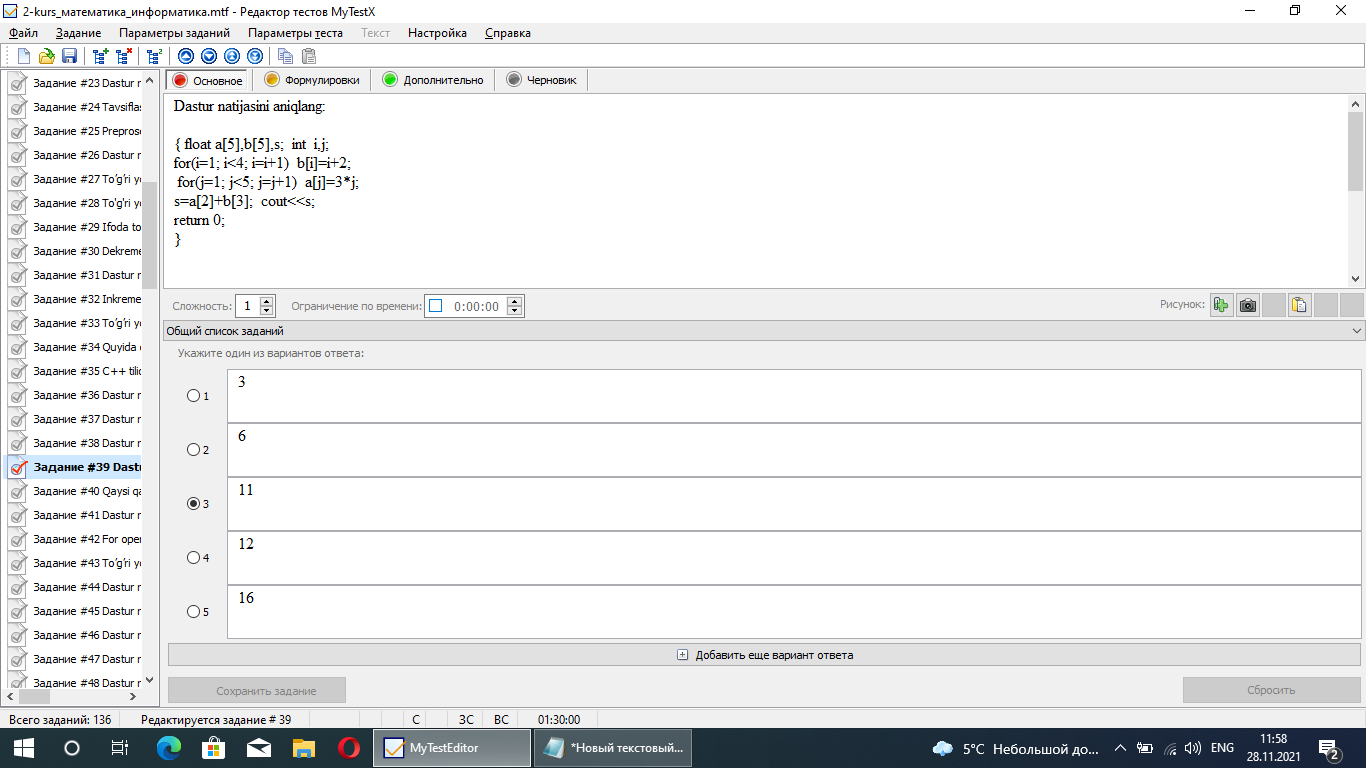 2-kurs_математика_информатика.mtf - Редактор тестов MyTestX
Файл Задание Параметры заданий Параметры теста Текст Настройка Справка
Задание #23 Dastur r
Задание #24 Tavsiflas
Задание #25 Preprose
Задание #26 Dastur r
Задание #27 To'g'ri yo
Задание #28 To'g'ri yo
Задание #29 Ifoda to
Задание #30 Dekreme
Задание #31 Dastur r
Задание #32 Inkreme
Задание #33 To'g'ri yo
Задание #34 Quyida
Задание #35 C++ tilid
Задание #36 Dastur r
Задание #37 Dastur r
Задание #38 Dastur r
Задание #39 Dastu
Задание #40 Qaysi qa
Задание #41 Dastur r
Задание #42 For oper
Задание #43 To'g'ri yo
Задание #44 Dastur r
Задание #45 Dastur r
Задание #46 Dastur r
Задание #47 Dastur r
Задание #48 Dastur r
Основное Формулировки Дополнительно Черновик
Dastur natijasini aniqlang:
{ float a[5],b[5],s; int i,j;
for(i=1; i<4; i=i+1) b[i]=i+2;
for(j=1; j<5; j=j+1) a[j]=3*j;
s=a[2]+b[3]; cout<<s;
return 0;
}
Сложность: 1 Ограничение по времени: 0:00:00 Рисунок:
Общий список заданий
Укажите один из вариантов ответа:
1 3
2 6
3 11
4 12
5 16
Добавить еще вариант ответа
Сохранить задание Сбросить
Всего заданий: 136 Редактируется задание # 39 С ЗС ВС 01:30:00
MyTestEditor *Новый текстовый... 5°C Небольшой до... ENG 11:58
28.11.2021 2